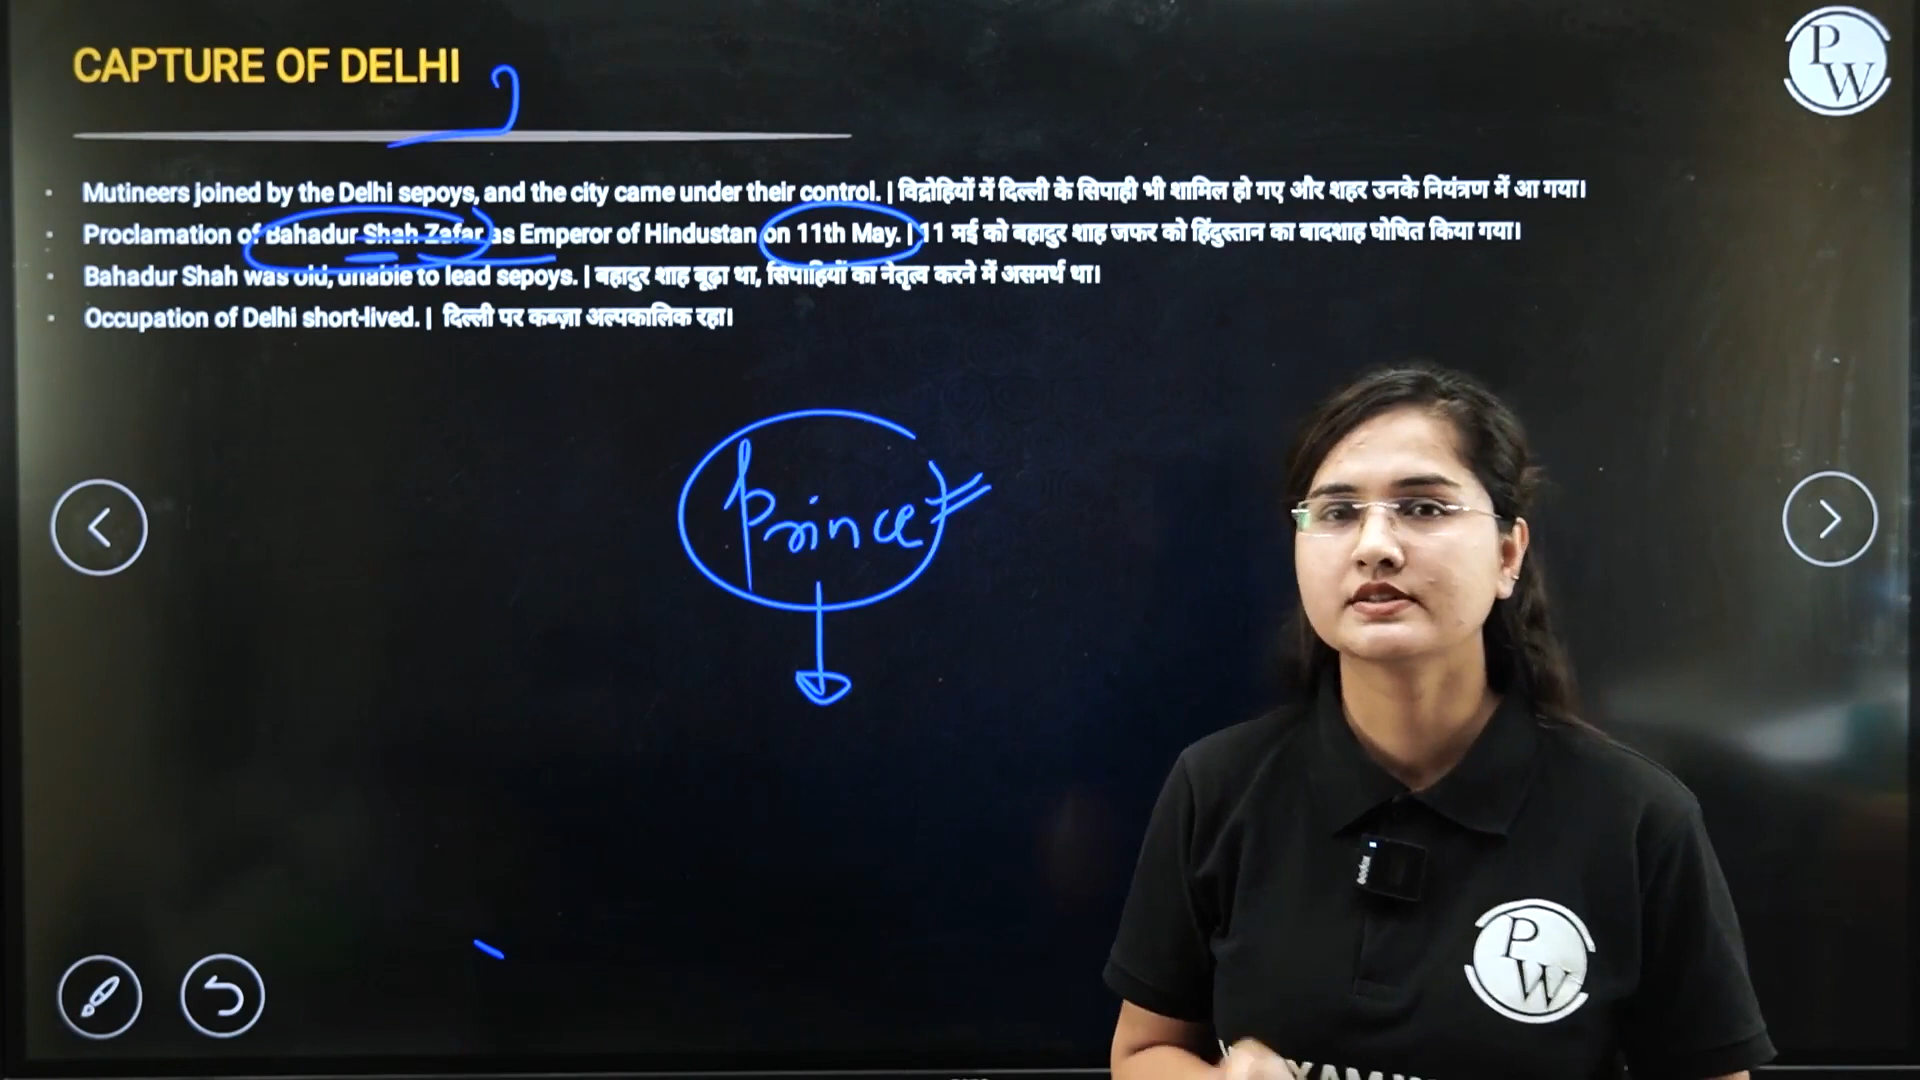 CAPTURE OF DELHI
P
W
Mutineers joined by the Delhi sepoys, and the city came under their control. | विद्रोहियों में दिल्ली के सिपाही भी शामिल हो गए और शहर उनके नियंत्रण में आ गया।
Proclamation of Bahadur Shah Zafar as Emperor of Hindustan on 11th May. | 11 मई को बहादुर शाह जफर को हिंदुस्तान का बादशाह घोषित किया गया।
Bahadur Shah was old, unable to lead sepoys. | बहादुर शाह बूढ़ा था, सिपाहियों का नेतृत्व करने में असमर्थ था।
Occupation of Delhi short-lived. | दिल्ली पर कब्ज़ा अल्पकालिक रहा।
Prince
P
W